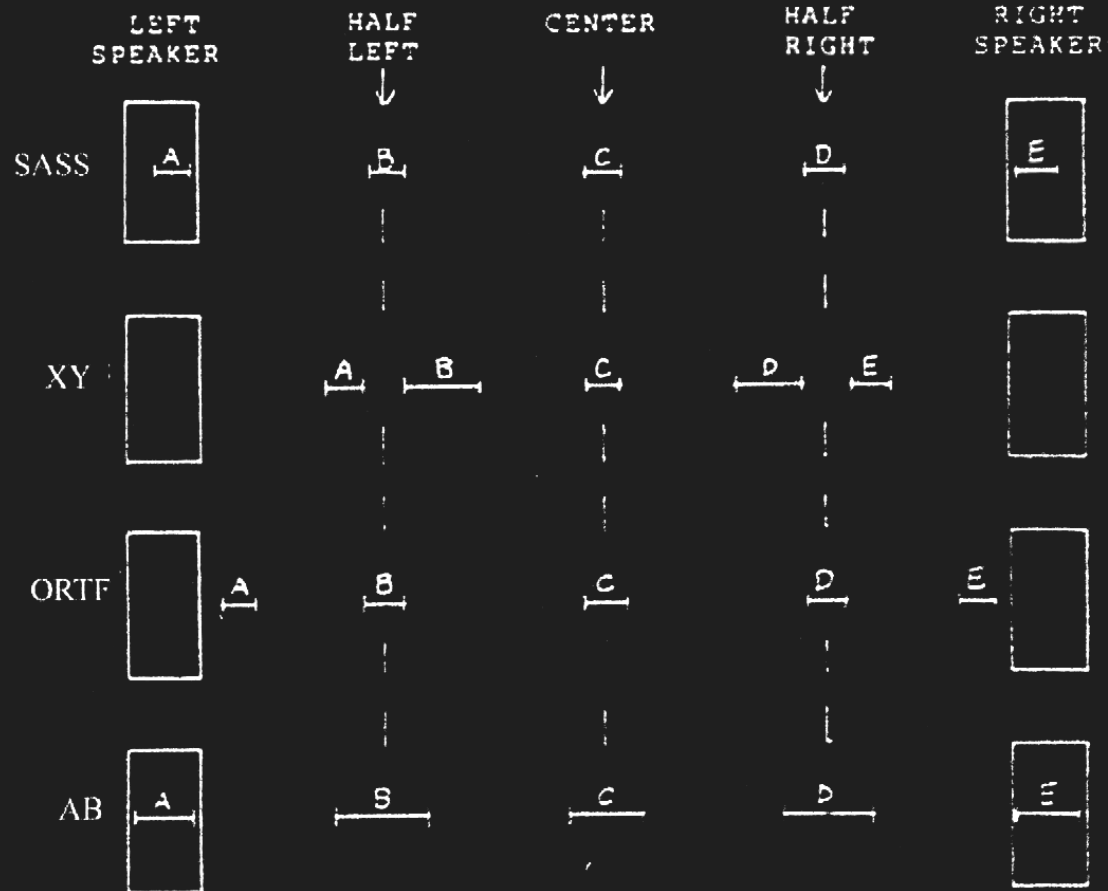 LEFT SPEAKER
HALF LEFT
CENTER
HALF RIGHT
RIGHT SPEAKER
SASS A B C D E
XY A B C D E
ORTF A B C D E
AB A B C D E